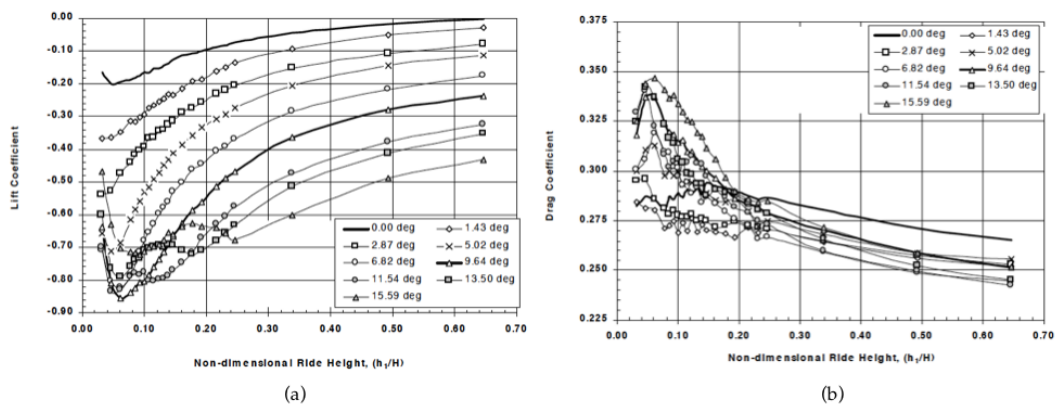 0.00
-0.10
-0.20
-0.30
-0.40
-0.50
-0.60
-0.70
-0.80
-0.90
Lift Coefficient
0.00 deg
1.43 deg
2.87 deg
5.02 deg
6.82 deg
9.64 deg
11.54 deg
13.50 deg
15.59 deg
0.00 0.10 0.20 0.30 0.40 0.50 0.60 0.70
Non-dimensional Ride Height, (h₁/H)
(a)
0.375
0.350
0.325
0.300
0.275
0.250
0.225
Drag Coefficient
0.00 deg
1.43 deg
2.87 deg
5.02 deg
6.82 deg
9.64 deg
11.54 deg
13.50 deg
15.59 deg
0.00 0.10 0.20 0.30 0.40 0.50 0.60 0.70
Non-dimensional Ride Height, (h₁/H)
(b)